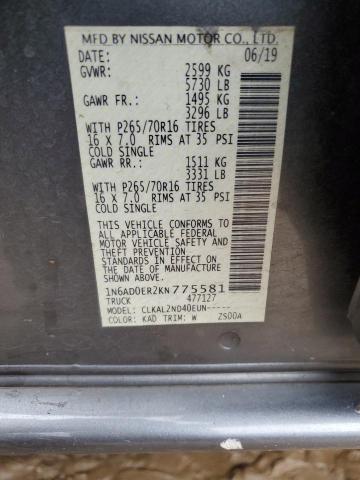 MFD BY NISSAN MOTOR CO., LTD.
DATE: 06/19
GVWR: 2599 KG
5730 LB
GAWR FR.: 1495 KG
3296 LB
WITH P265/70R16 TIRES
16 X 7.0 RIMS AT 35 PSI
COLD SINGLE
GAWR RR.: 1511 KG
3331 LB
WITH P265/70R16 TIRES
16 X 7.0 RIMS AT 35 PSI
COLD SINGLE
THIS VEHICLE CONFORMS TO
ALL APPLICABLE FEDERAL
MOTOR VEHICLE SAFETY AND
THEFT PREVENTION
STANDARDS IN EFFECT ON
THE DATE OF MANUFACTURE
SHOWN ABOVE.
1N6AD0ER2KN775581
TRUCK 477127
MODEL: CLKAL2ND40EUN-----
COLOR: KAD TRIM: W ZS00A